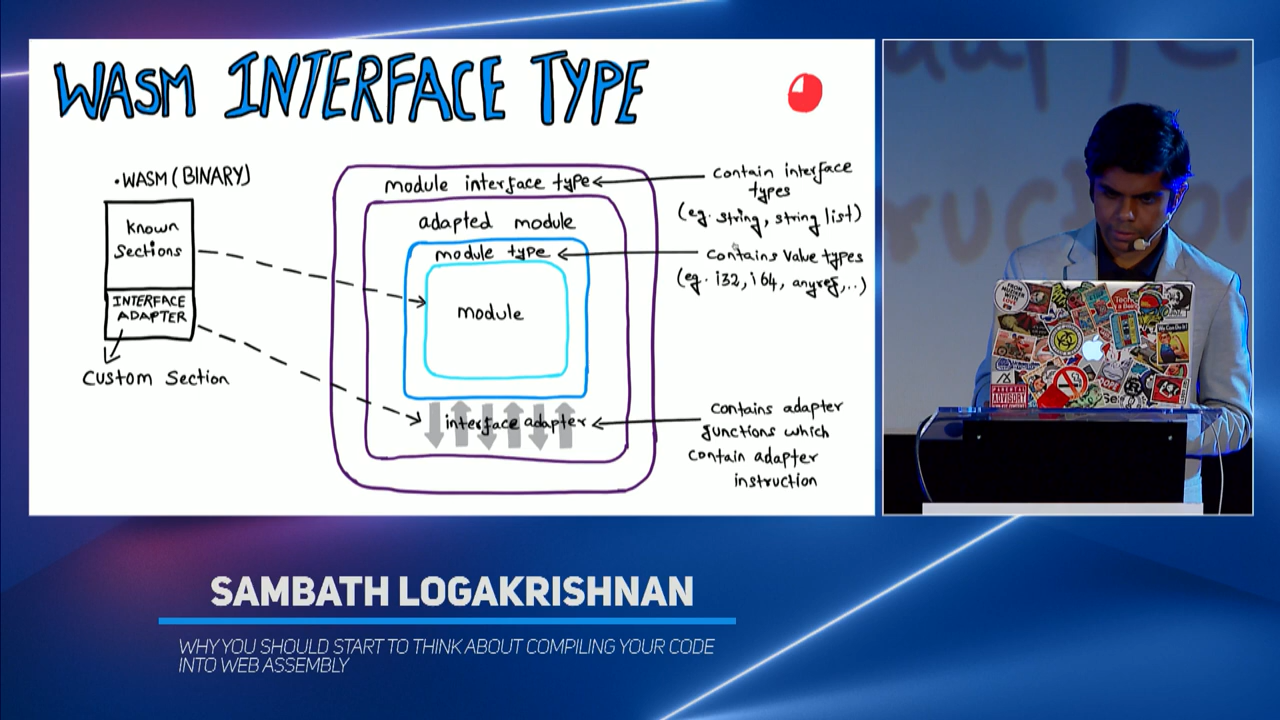 WASM INTERFACE TYPE
• WASM (BINARY)
known
Sections
INTERFACE
ADAPTER
Custom Section
module interface type
adapted module
module type
module
interface adapter
contain interface
types
(eg. string, string list)
contains value types
(eg. i32, i64, anyref,..)
contains adapter
functions which
contain adapter
instruction
PARENTAL
ADVISORY
SAMBATH LOGAKRISHNAN
WHY YOU SHOULD START TO THINK ABOUT COMPILING YOUR CODE
INTO WEB ASSEMBLY